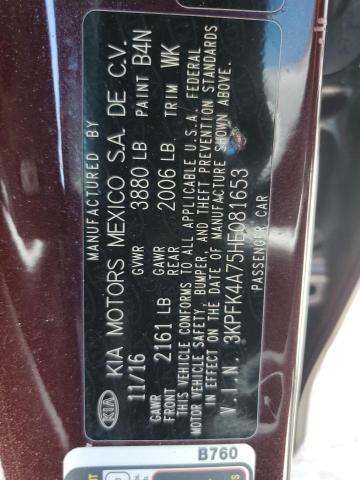 MANUFACTURED BY
KIA KIA MOTORS MEXICO S.A. DE C.V.
11/16 GVWR 3880 LB PAINT B4N
GAWR FRONT 2161 LB GAWR REAR 2006 LB TRIM WK
THIS VEHICLE CONFORMS TO ALL APPLICABLE U.S.A. FEDERAL
MOTOR VEHICLE SAFETY, BUMPER, AND THEFT PREVENTION STANDARDS
IN EFFECT ON THE DATE OF MANUFACTURE SHOWN ABOVE.
V.I.N. 3KPFK4A75HE081653
PASSENGER CAR
B760